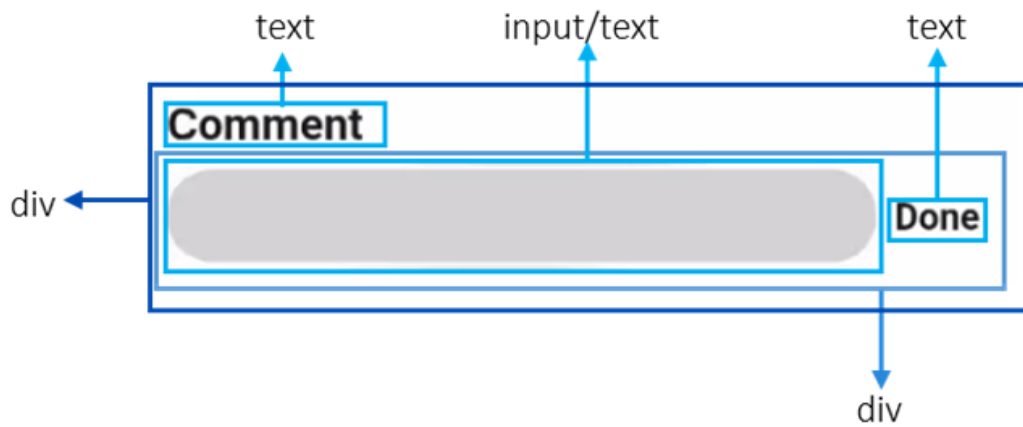 text
input/text
text
Comment
div
Done
div